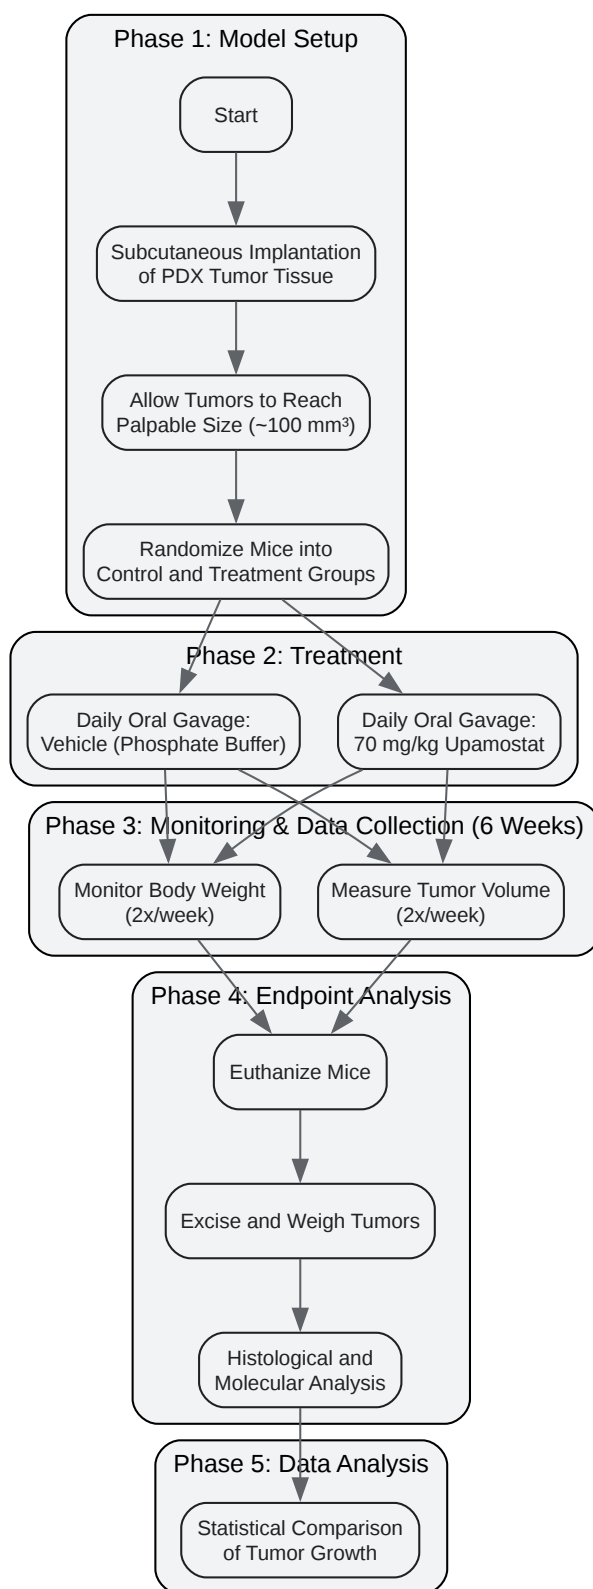 Phase 1: Model Setup
Start
Subcutaneous Implantation
of PDX Tumor Tissue
Allow Tumors to Reach
Palpable Size (~100 mm³)
Randomize Mice into
Control and Treatment Groups
Phase 2: Treatment
Daily Oral Gavage:
Vehicle (Phosphate Buffer)
Daily Oral Gavage:
70 mg/kg Upamostat
Phase 3: Monitoring & Data Collection (6 Weeks)
Monitor Body Weight
(2x/week)
Measure Tumor Volume
(2x/week)
Phase 4: Endpoint Analysis
Euthanize Mice
Excise and Weigh Tumors
Histological and
Molecular Analysis
Phase 5: Data Analysis
Statistical Comparison
of Tumor Growth